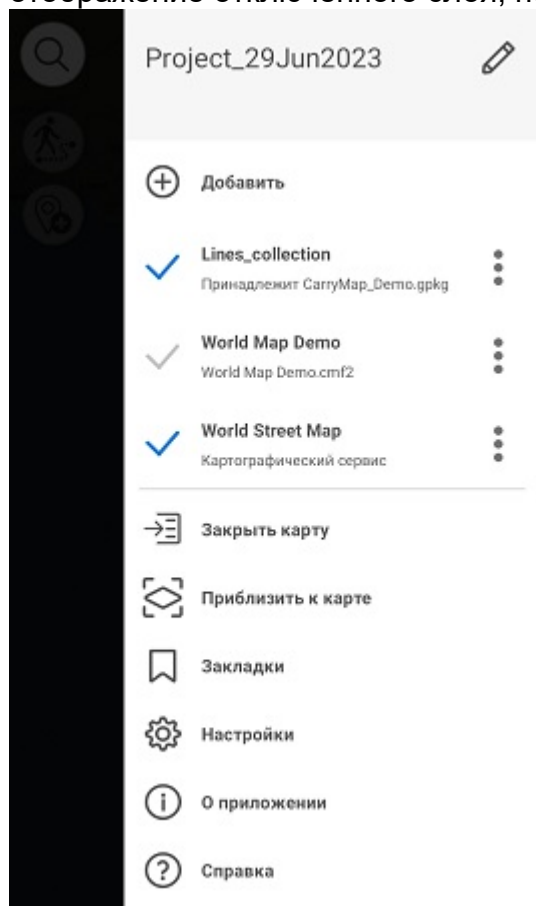 Project_29Jun2023
Добавить
Lines_collection
Принадлежит CarryMap_Demo.gpkg
World Map Demo
World Map Demo.cmf2
World Street Map
Картографический сервис
Закрыть карту
Приблизить к карте
Закладки
Настройки
О приложении
Справка